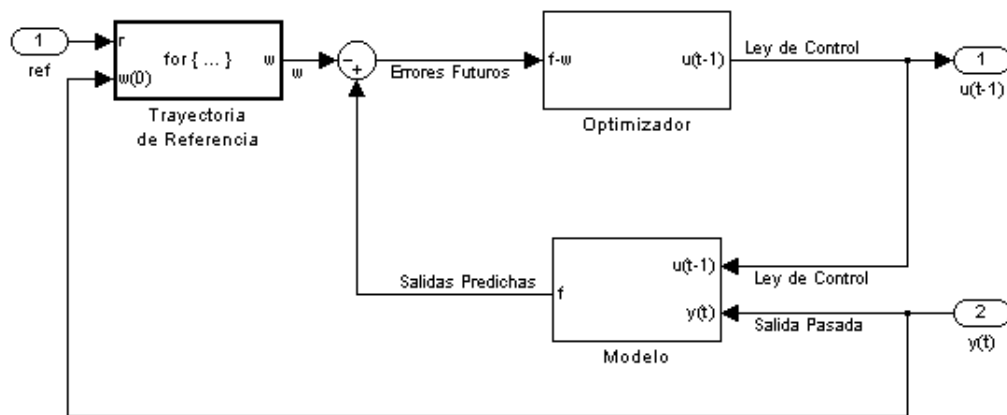 1
ref
r
w(0)
for { ... }
w
Trayectoria
de Referencia
w
-
+
Errores Futuros
f-w
u(t-1)
Optimizador
Ley de Control
1
u(t-1)
Salidas Predichas
f
u(t-1)
y(t)
Modelo
Ley de Control
Salida Pasada
2
y(t)